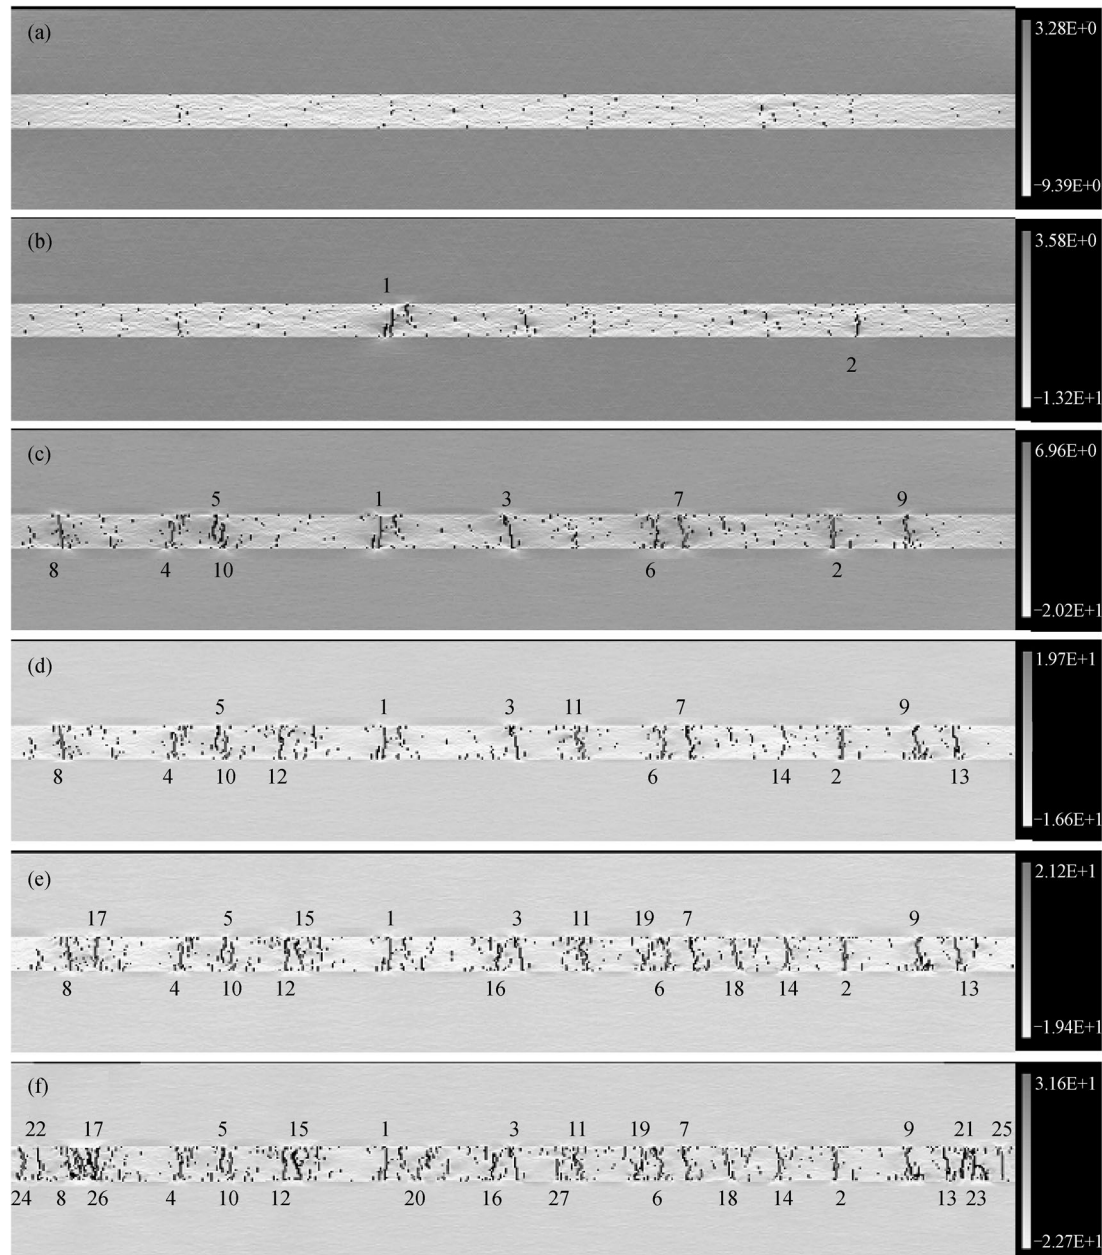 (a)
3.28E+0
−9.39E+0
(b)
3.58E+0
1
2
−1.32E+1
(c)
6.96E+0
5 1 3 7 9
8 4 10 6 2
−2.02E+1
(d)
1.97E+1
5 1 3 11 7 9
8 4 10 12 6 14 2 13
−1.66E+1
(e)
2.12E+1
17 5 15 1 3 11 19 7 9
8 4 10 12 16 6 18 14 2 13
−1.94E+1
(f)
3.16E+1
22 17 5 15 1 3 11 19 7 9 21 25
24 8 26 4 10 12 20 16 27 6 18 14 2 13 23
−2.27E+1